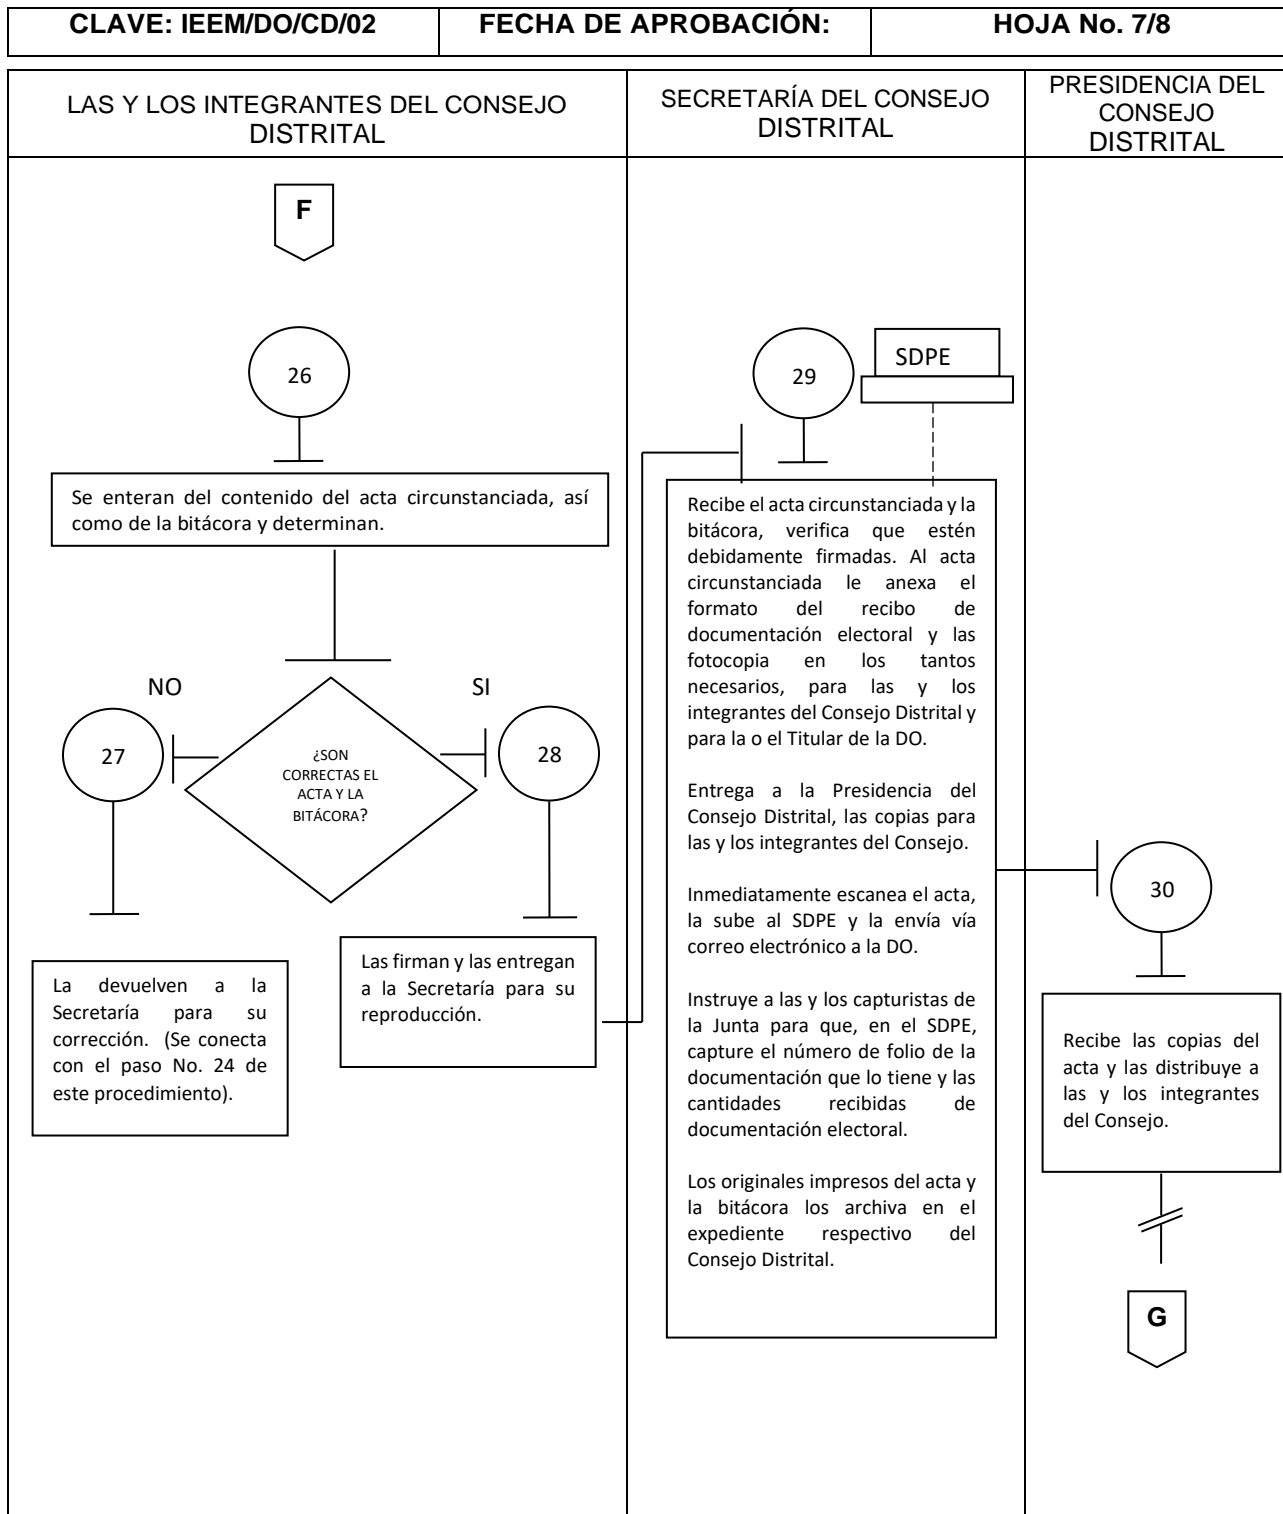 CLAVE: IEEM/DO/CD/02
FECHA DE APROBACIÓN:
HOJA No. 7/8
LAS Y LOS INTEGRANTES DEL CONSEJO
DISTRITAL
SECRETARÍA DEL CONSEJO
DISTRITAL
PRESIDENCIA DEL
CONSEJO
DISTRITAL
F
26
Se enteran del contenido del acta circunstanciada, así
como de la bitácora y determinan.
NO
SI
27
¿SON
CORRECTAS EL
ACTA Y LA
BITÁCORA?
28
La devuelven a la
Secretaría para su
corrección. (Se conecta
con el paso No. 24 de
este procedimiento).
Las firman y las entregan
a la Secretaría para su
reproducción.
29
SDPE
Recibe el acta circunstanciada y la
bitácora, verifica que estén
debidamente firmadas. Al acta
circunstanciada le anexa el
formato del recibo de
documentación electoral y las
fotocopia en los tantos
necesarios, para las y los
integrantes del Consejo Distrital y
para la o el Titular de la DO.
Entrega a la Presidencia del
Consejo Distrital, las copias para
las y los integrantes del Consejo.
Inmediatamente escanea el acta,
la sube al SDPE y la envía vía
correo electrónico a la DO.
Instruye a las y los capturistas de
la Junta para que, en el SDPE,
capture el número de folio de la
documentación que lo tiene y las
cantidades recibidas de
documentación electoral.
Los originales impresos del acta y
la bitácora los archiva en el
expediente respectivo del
Consejo Distrital.
30
Recibe las copias del
acta y las distribuye a
las y los integrantes
del Consejo.
G